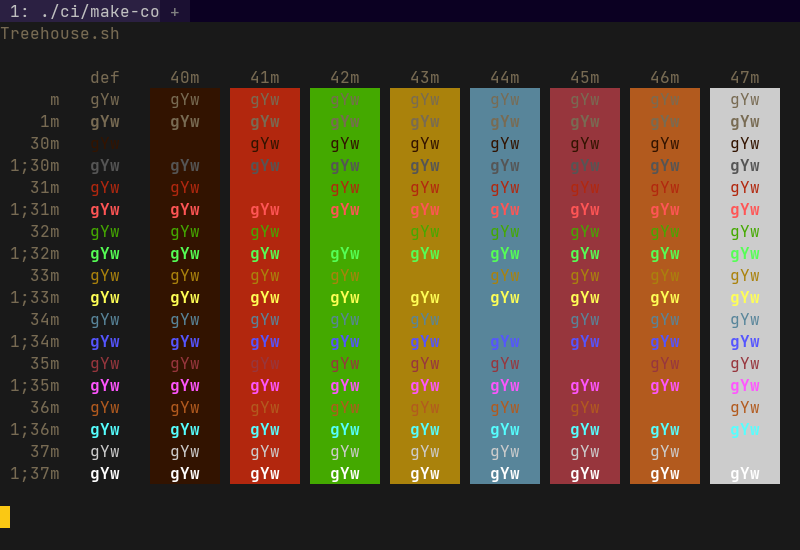 1: ./ci/make-co +
Treehouse.sh
def 40m 41m 42m 43m 44m 45m 46m 47m
m gYw gYw gYw gYw gYw gYw gYw gYw gYw
1m gYw gYw gYw gYw gYw gYw gYw gYw gYw
30m gYw gYw gYw gYw gYw gYw gYw gYw
1;30m gYw gYw gYw gYw gYw gYw gYw gYw gYw
31m gYw gYw gYw gYw gYw gYw gYw gYw
1;31m gYw gYw gYw gYw gYw gYw gYw gYw gYw
32m gYw gYw gYw gYw gYw gYw gYw gYw
1;32m gYw gYw gYw gYw gYw gYw gYw gYw gYw
33m gYw gYw gYw gYw gYw gYw gYw gYw
1;33m gYw gYw gYw gYw gYw gYw gYw gYw gYw
34m gYw gYw gYw gYw gYw gYw gYw gYw
1;34m gYw gYw gYw gYw gYw gYw gYw gYw gYw
35m gYw gYw gYw gYw gYw gYw gYw gYw
1;35m gYw gYw gYw gYw gYw gYw gYw gYw gYw
36m gYw gYw gYw gYw gYw gYw gYw gYw
1;36m gYw gYw gYw gYw gYw gYw gYw gYw gYw
37m gYw gYw gYw gYw gYw gYw gYw gYw
1;37m gYw gYw gYw gYw gYw gYw gYw gYw gYw